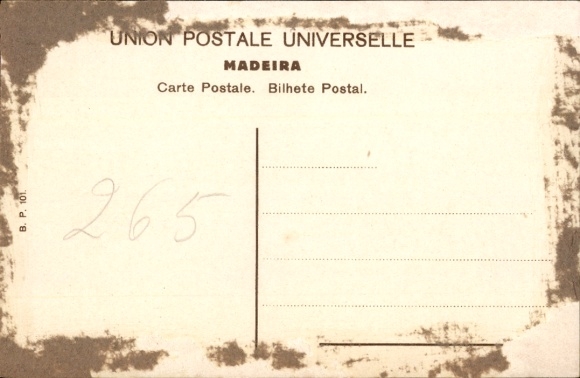 UNION POSTALE UNIVERSELLE
MADEIRA
Carte Postale. Bilhete Postal.
B. P. 101.
265